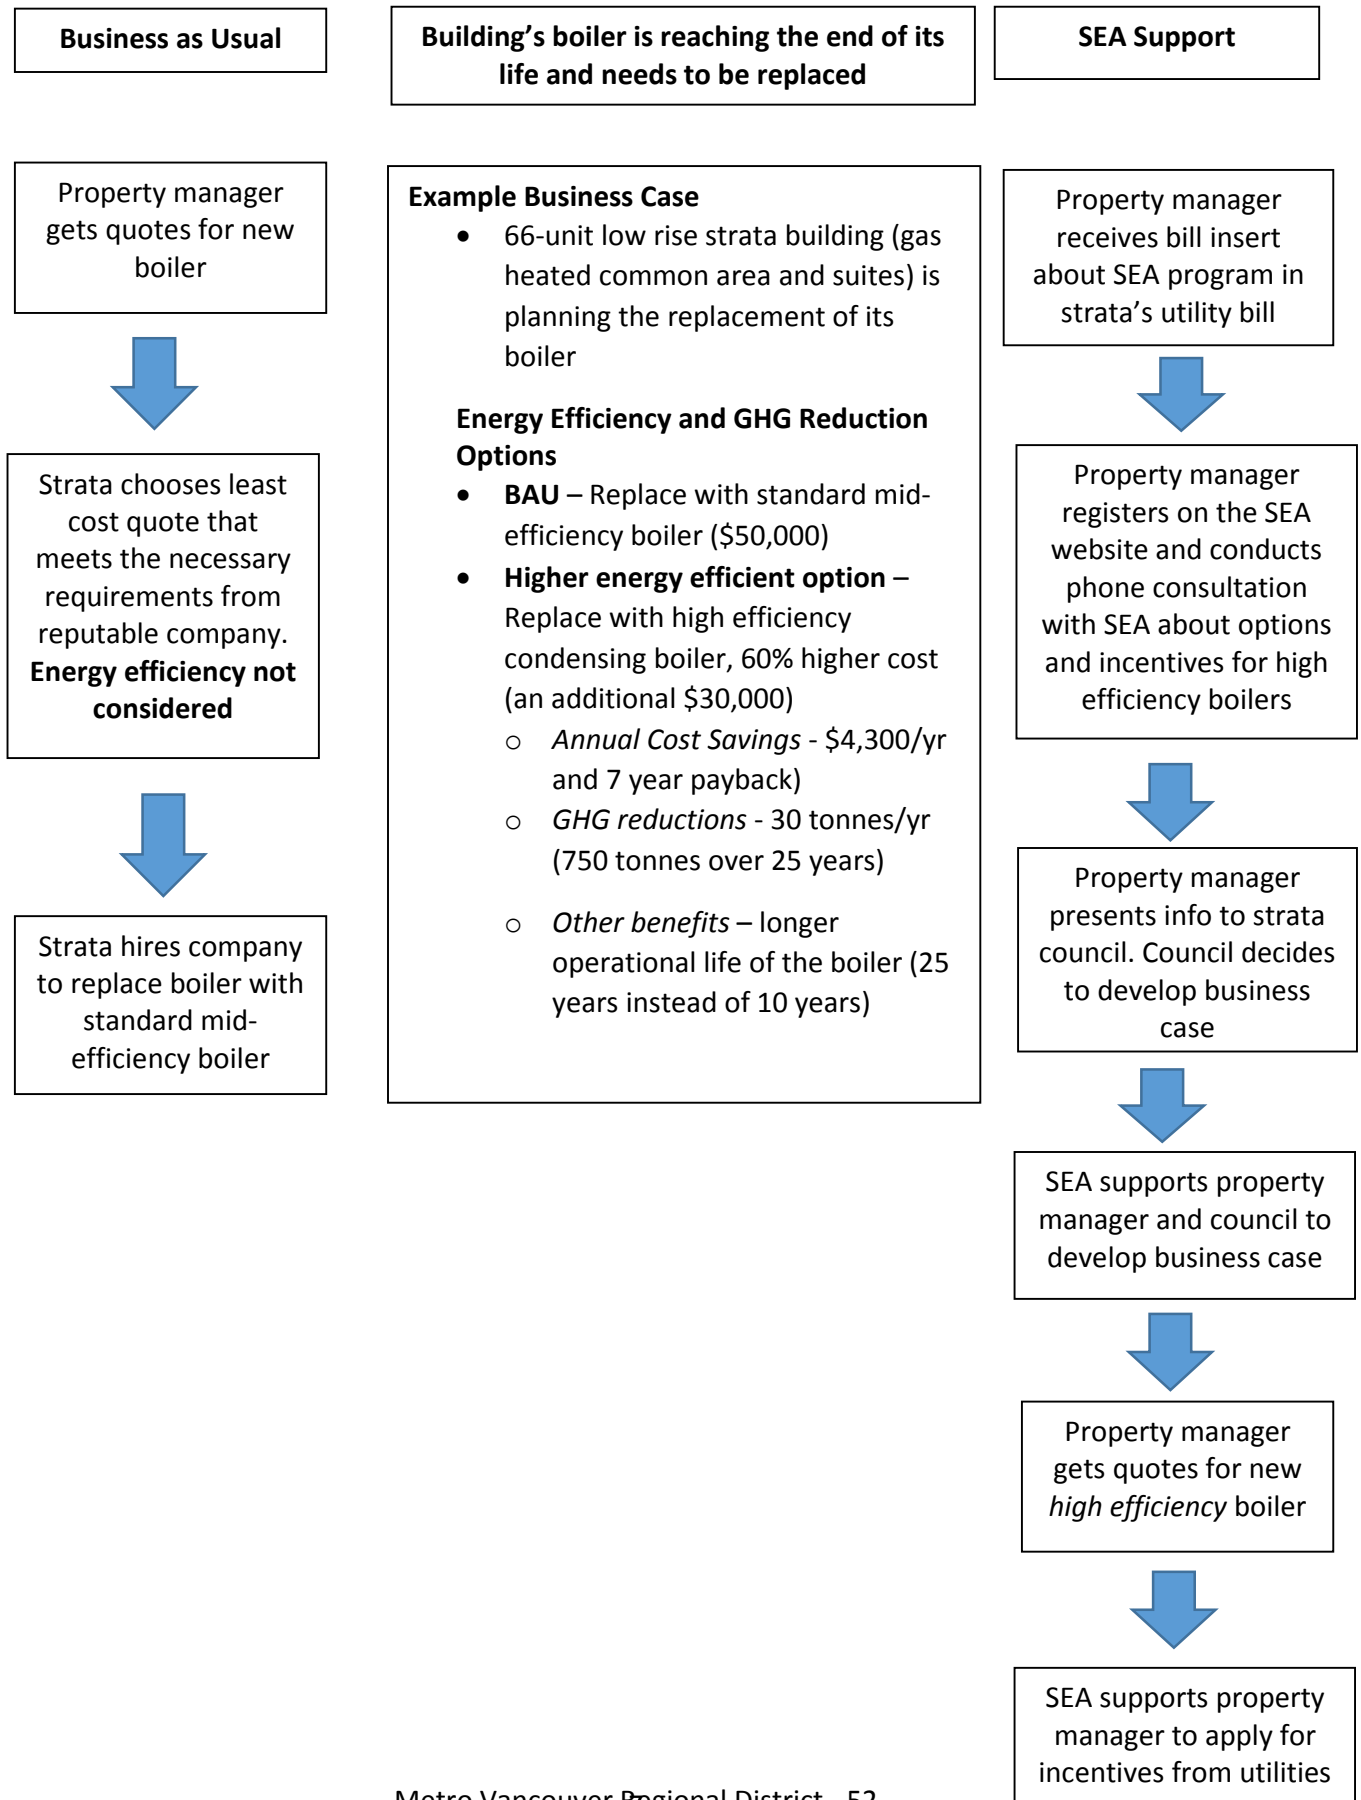 Business as Usual
Building’s boiler is reaching the end of its
life and needs to be replaced
SEA Support
Property manager
gets quotes for new
boiler
Strata chooses least
cost quote that
meets the necessary
requirements from
reputable company.
Energy efficiency not
considered
Strata hires company
to replace boiler with
standard mid-
efficiency boiler
Example Business Case
• 66-unit low rise strata building (gas
heated common area and suites) is
planning the replacement of its
boiler
Energy Efficiency and GHG Reduction
Options
• BAU – Replace with standard mid-
efficiency boiler ($50,000)
• Higher energy efficient option –
Replace with high efficiency
condensing boiler, 60% higher cost
(an additional $30,000)
o Annual Cost Savings - $4,300/yr
and 7 year payback)
o GHG reductions - 30 tonnes/yr
(750 tonnes over 25 years)
o Other benefits – longer
operational life of the boiler (25
years instead of 10 years)
Property manager
receives bill insert
about SEA program in
strata’s utility bill
Property manager
registers on the SEA
website and conducts
phone consultation
with SEA about options
and incentives for high
efficiency boilers
Property manager
presents info to strata
council. Council decides
to develop business
case
SEA supports property
manager and council to
develop business case
Property manager
gets quotes for new
high efficiency boiler
SEA supports property
manager to apply for
incentives from utilities
Metro Vancouver Regional District - 52